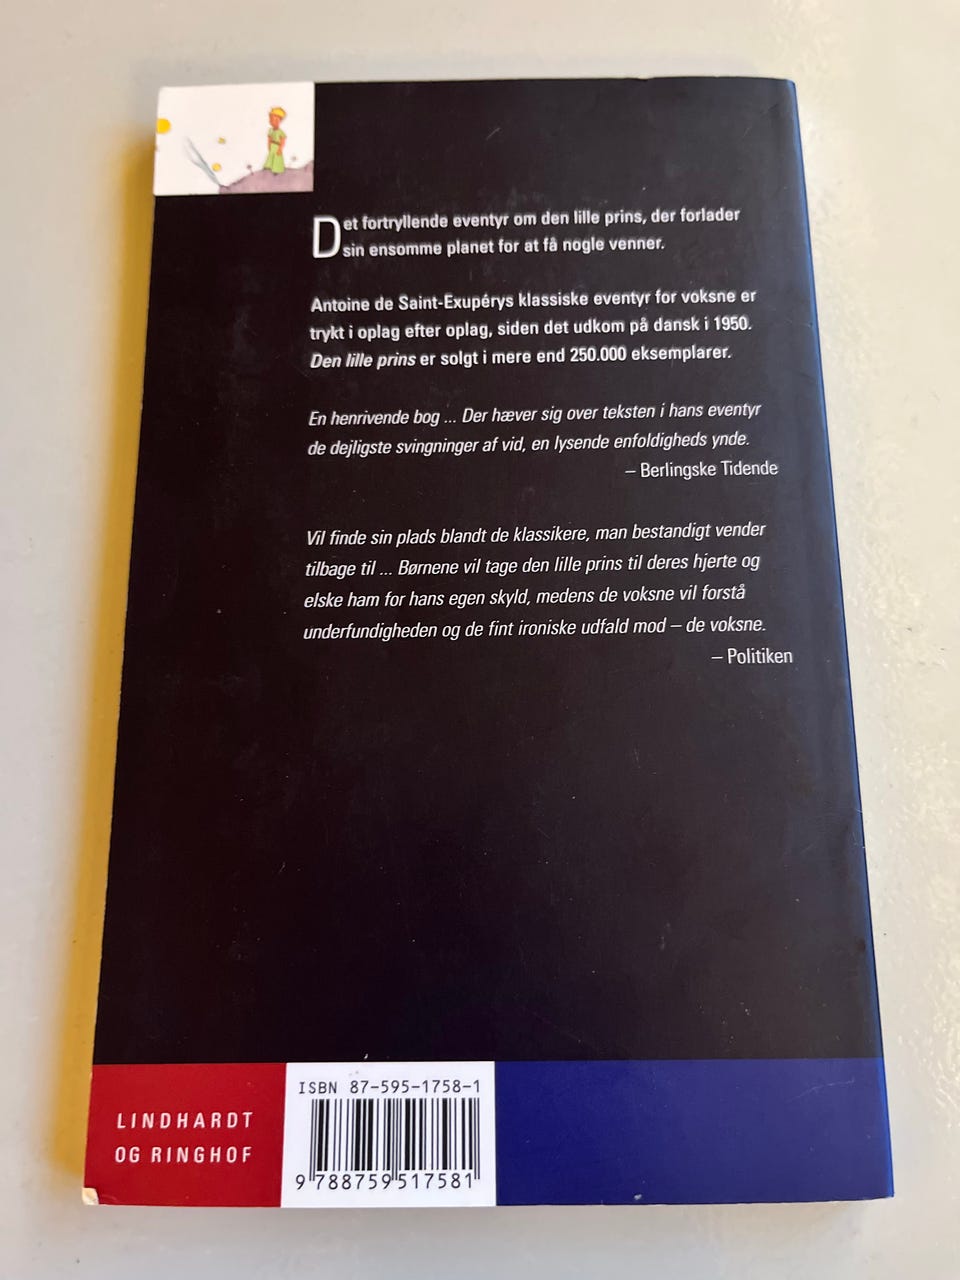 Det fortryllende eventyr om den lille prins, der forlader
sin ensomme planet for at få nogle venner.
Antoine de Saint-Exupérys klassiske eventyr for voksne er
trykt i oplag efter oplag, siden det udkom på dansk i 1950.
Den lille prins er solgt i mere end 250.000 eksemplarer.
En henrivende bog ... Der hæver sig over teksten i hans eventyr
de dejligste svingninger af vid, en lysende enfoldigheds ynde.
– Berlingske Tidende
Vil finde sin plads blandt de klassikere, man bestandigt vender
tilbage til ... Børnene vil tage den lille prins til deres hjerte og
elske ham for hans egen skyld, medens de voksne vil forstå
underfundigheden og de fint ironiske udfald mod – de voksne.
– Politiken
LINDHARDT
OG RINGHOF
ISBN 87-595-1758-1
9 788759 517581